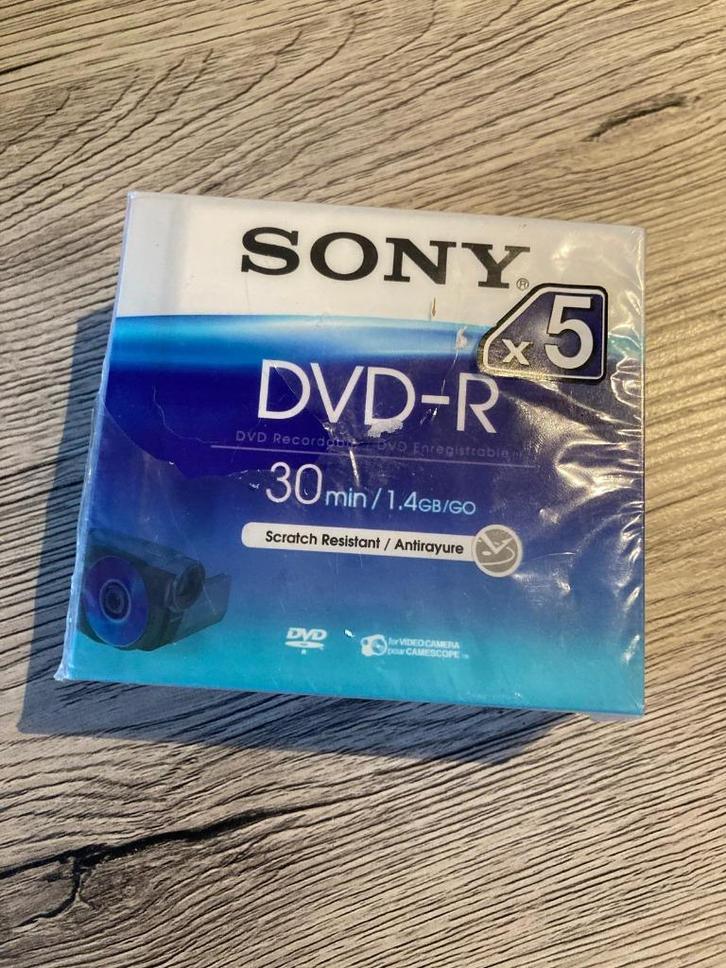 SONY®
x 5
DVD-R
DVD Recordable / DVD Enregistrable
30min / 1.4GB/GO
Scratch Resistant / Antirayure
DVD
R
for VIDEO CAMERA
pour CAMESCOPE